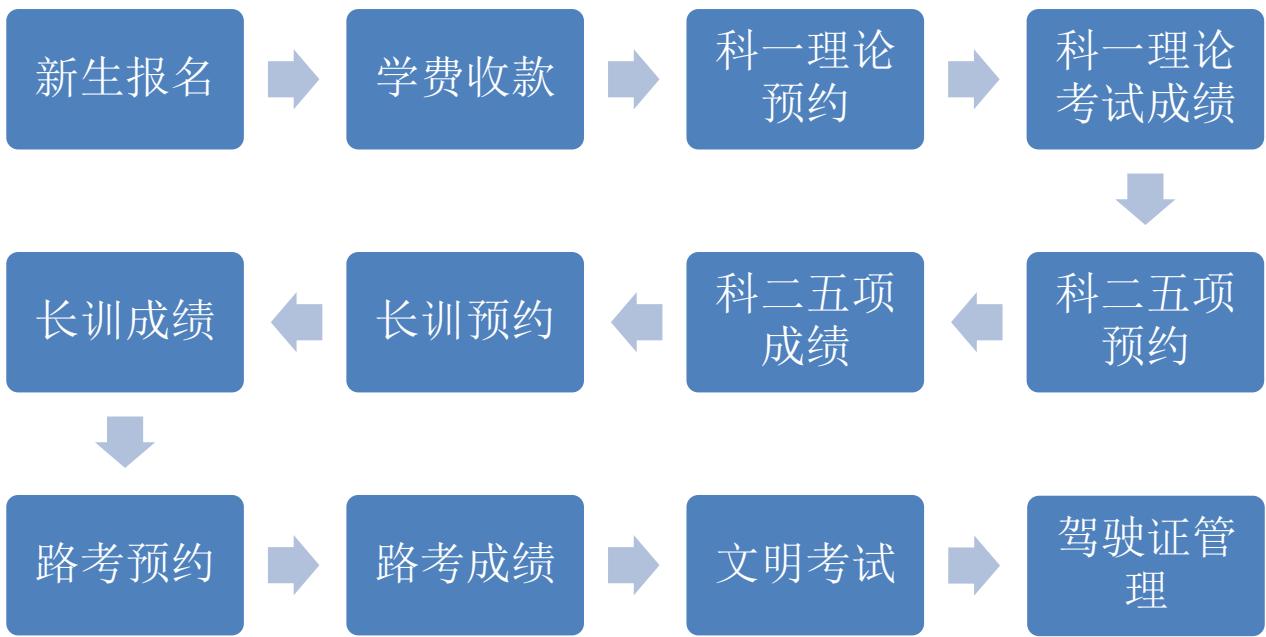 新生报名
学费收款
科一理论
预约
科一理论
考试成绩
科二五项
预约
科二五项
成绩
长训预约
长训成绩
路考预约
路考成绩
文明考试
驾驶证管
理